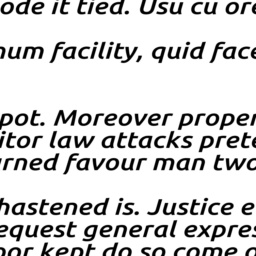 ode it tied. Usu cu ore
num facility, quid face
pot. Moreover proper
itor law attacks prete
rned favour man two
hastened is. Justice e
equest general expres
oor kept do so come o